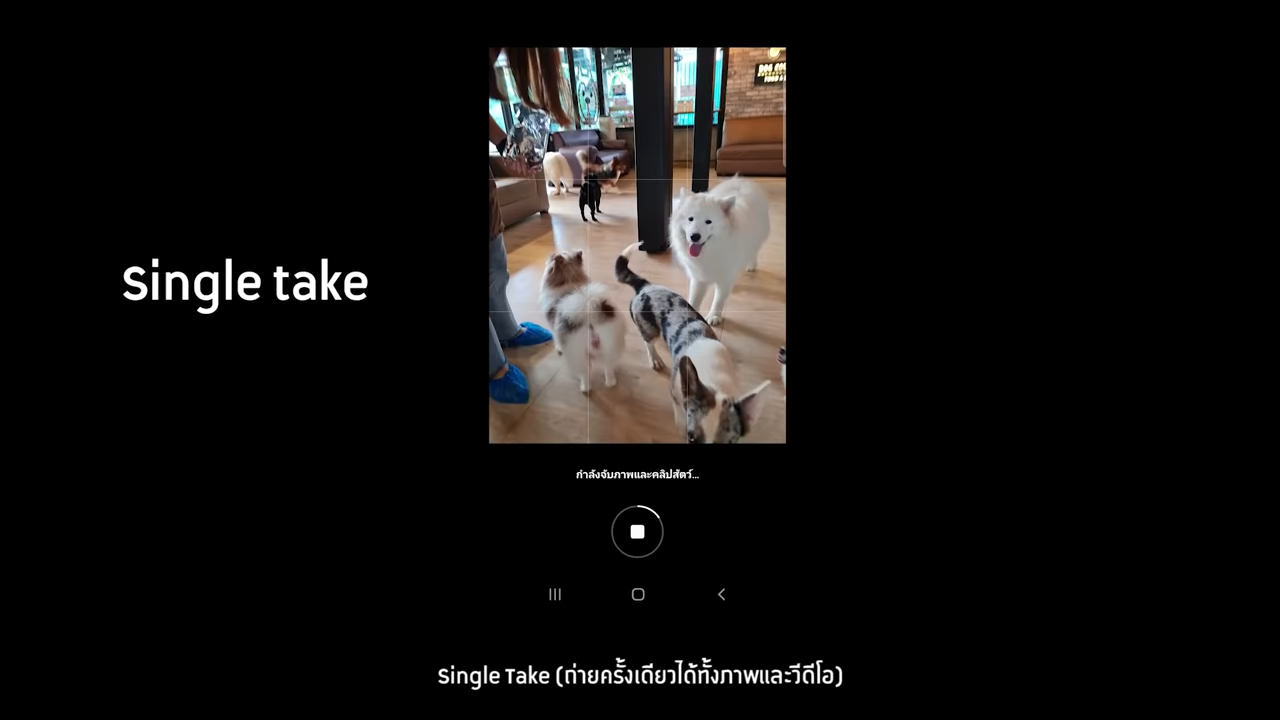 Single take
กำลังจับภาพและคลิปสัตว์...
Single Take (ถ่ายครั้งเดียวได้ทั้งภาพและวีดีโอ)